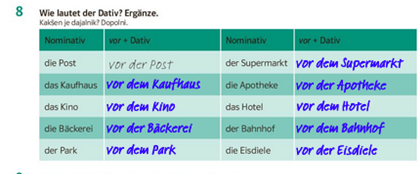 8 Wie lautet der Dativ? Ergänze.
Kakšen je dajalnik? Dopolni.
Nominativ vor + Dativ Nominativ vor + Dativ
die Post vor der Post der Supermarkt vor dem Supermarkt
das Kaufhaus vor dem Kaufhaus die Apotheke vor der Apotheke
das Kino vor dem Kino das Hotel vor dem Hotel
die Bäckerei vor der Bäckerei der Bahnhof vor dem Bahnhof
der Park vor dem Park die Eisdiele vor der Eisdiele